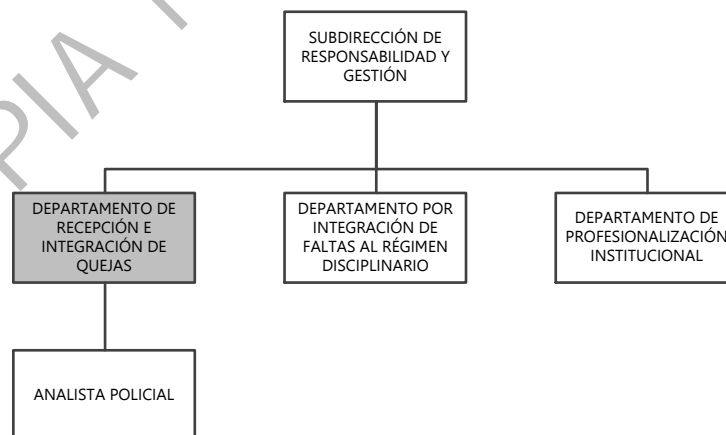 SUBDIRECCIÓN DE
RESPONSABILIDAD Y
GESTIÓN
DEPARTAMENTO DE
RECEPCIÓN E
INTEGRACIÓN DE
QUEJAS
DEPARTAMENTO POR
INTEGRACIÓN DE
FALTAS AL RÉGIMEN
DISCIPLINARIO
DEPARTAMENTO DE
PROFESIONALIZACIÓN
INSTITUCIONAL
ANALISTA POLICIAL